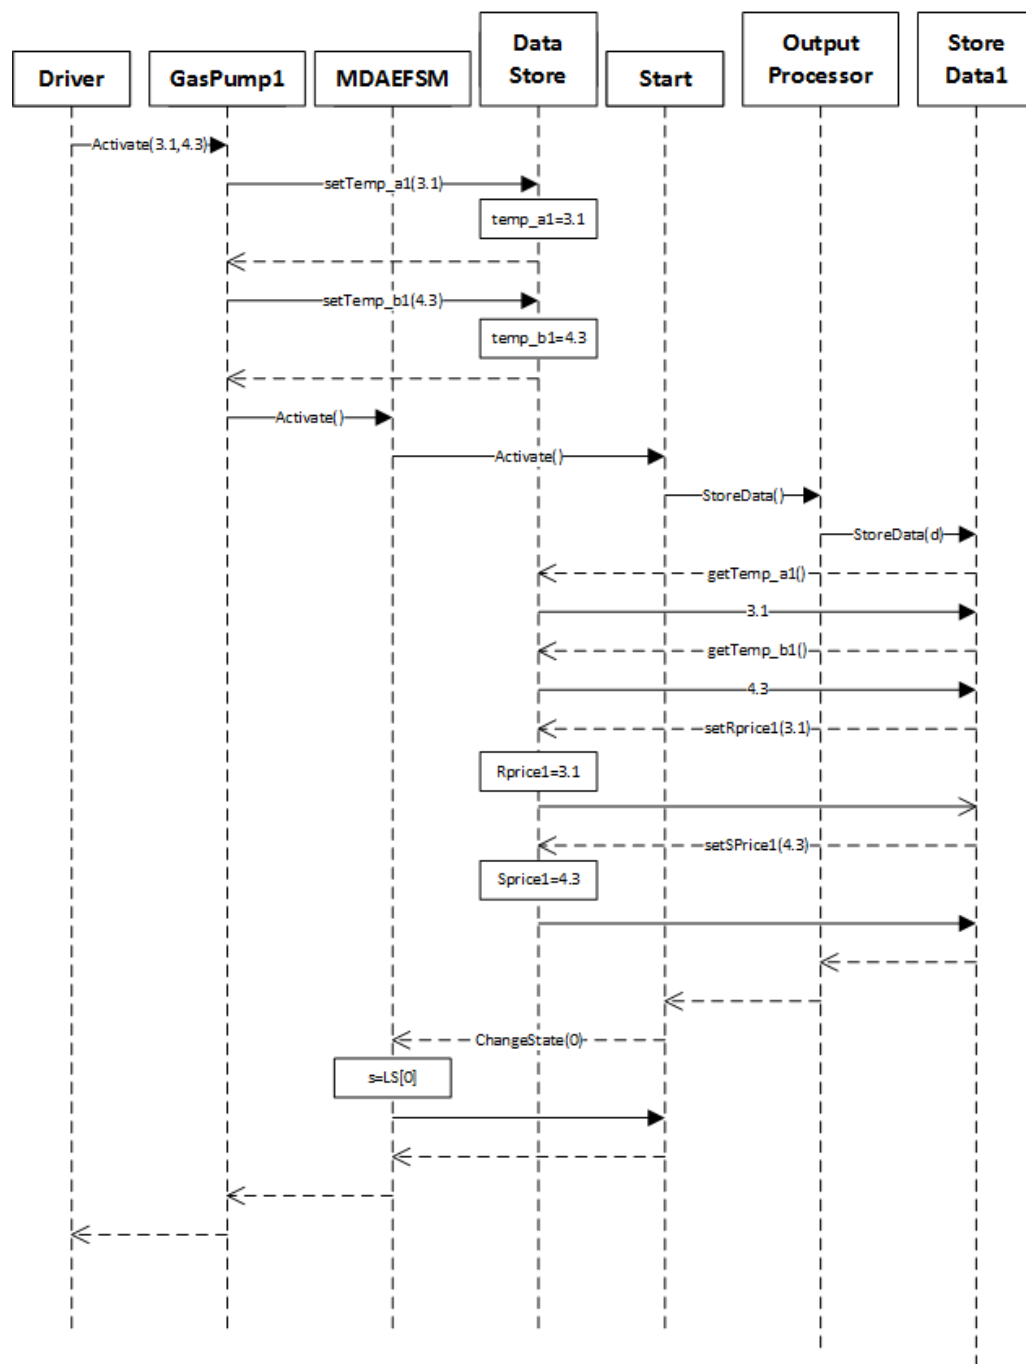 Driver
GasPump1
MDAEFSM
Data
Store
Start
Output
Processor
Store
Data1
Activate(3.1,4.3)
setTemp_a1(3.1)
temp_a1=3.1
setTemp_b1(4.3)
temp_b1=4.3
Activate()
Activate()
StoreData()
StoreData(d)
getTemp_a1()
3.1
getTemp_b1()
4.3
setRprice1(3.1)
Rprice1=3.1
setSPrice1(4.3)
Sprice1=4.3
ChangeState(0)
s=LS[0]